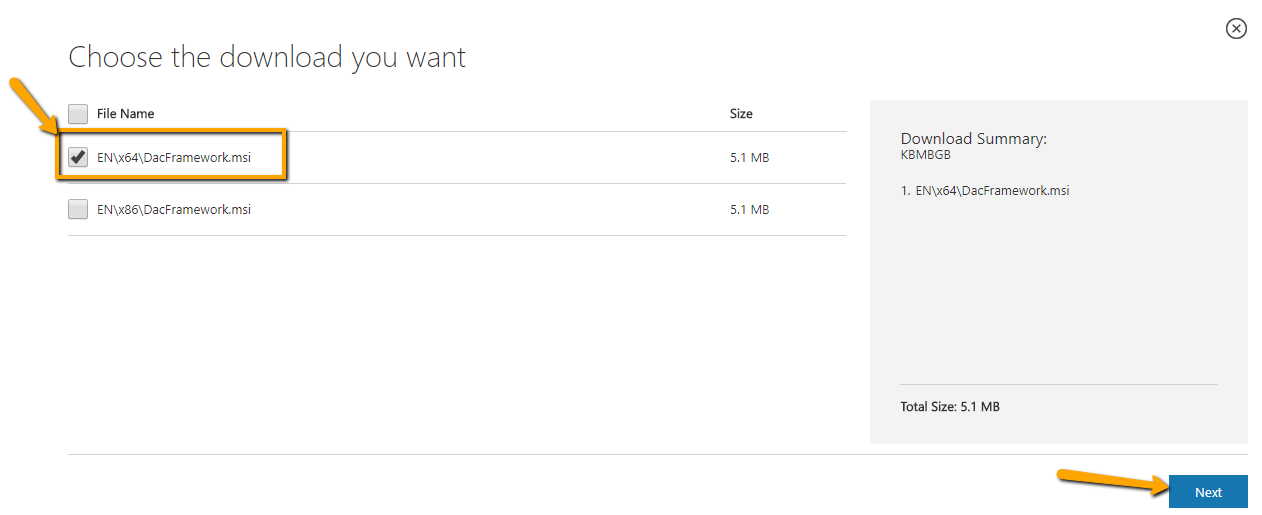 Choose the download you want
File Name Size
EN\x64\DacFramework.msi 5.1 MB
EN\x86\DacFramework.msi 5.1 MB
Download Summary:
KBMBGB
1. EN\x64\DacFramework.msi
Total Size: 5.1 MB
Next